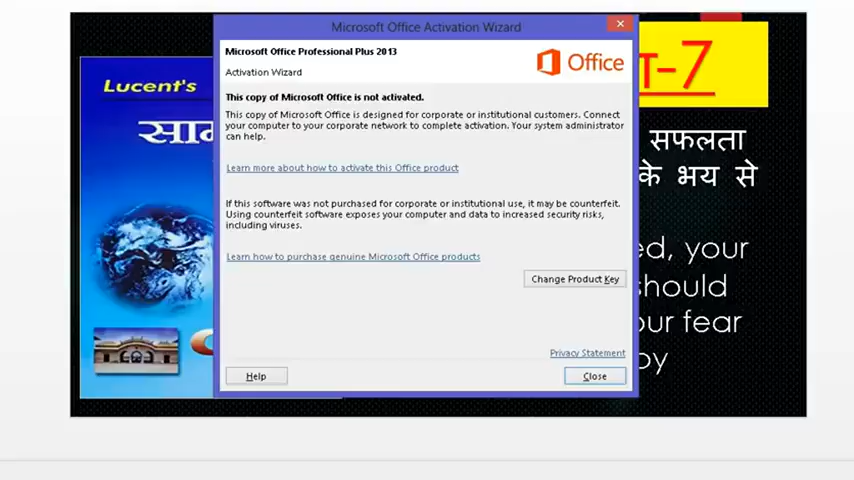 Microsoft Office Activation Wizard
Microsoft Office Professional Plus 2013
Activation Wizard
Office
This copy of Microsoft Office is not activated.
This copy of Microsoft Office is designed for corporate or institutional customers. Connect
your computer to your corporate network to complete activation. Your system administrator
can help.
Learn more about how to activate this Office product
If this software was not purchased for corporate or institutional use, it may be counterfeit.
Using counterfeit software exposes your computer and data to increased security risks,
including viruses.
Learn how to purchase genuine Microsoft Office products
Change Product Key
Privacy Statement
Help
Close
Lucent's
-7
सफलता
के भय से
your
should
fear